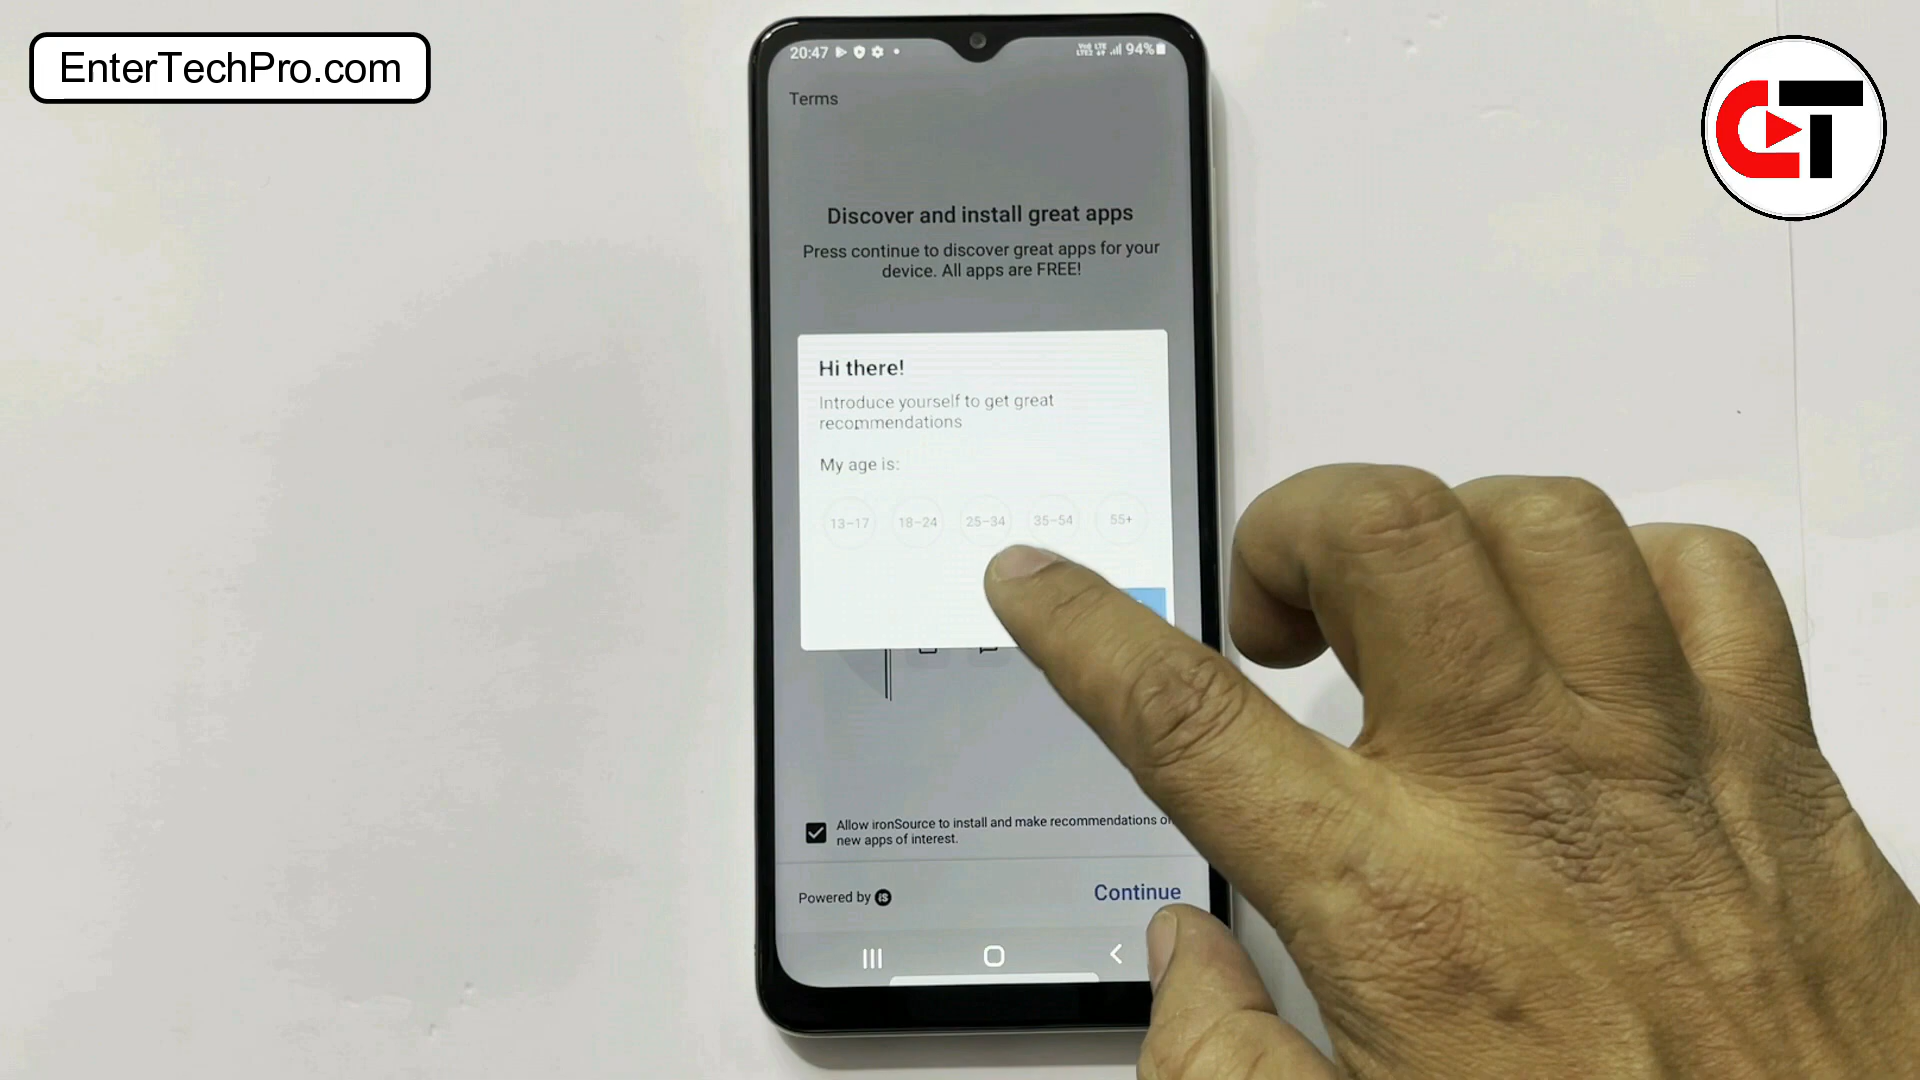 EnterTechPro.com
20:47
94%
Terms
Discover and install great apps
Press continue to discover great apps for your
device. All apps are FREE!
Hi there!
Introduce yourself to get great
recommendations
My age is:
13–17 18–24 25–34 35–54 55+
Allow ironSource to install and make recommendations
new apps of interest.
Powered by iS
Continue